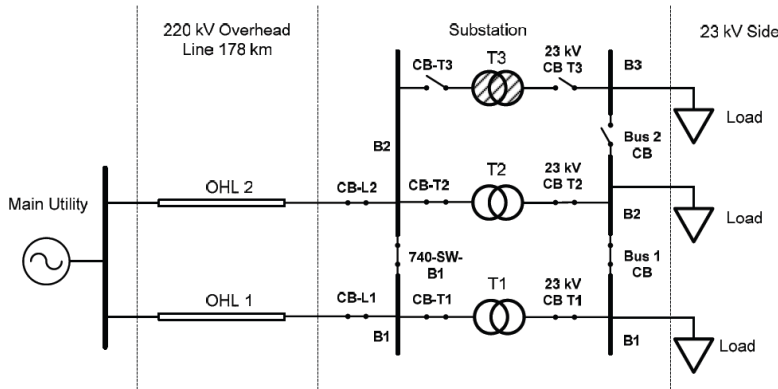 220 kV Overhead
Line 178 km
Substation
23 kV Side
CB-T3
T3
23 kV
CB T3
B3
Load
Bus 2
CB
B2
Main Utility
OHL 2
CB-L2
CB-T2
T2
23 kV
CB T2
B2
Load
740-SW-
B1
Bus 1
CB
OHL 1
CB-L1
CB-T1
T1
23 kV
CB T1
B1
B1
Load